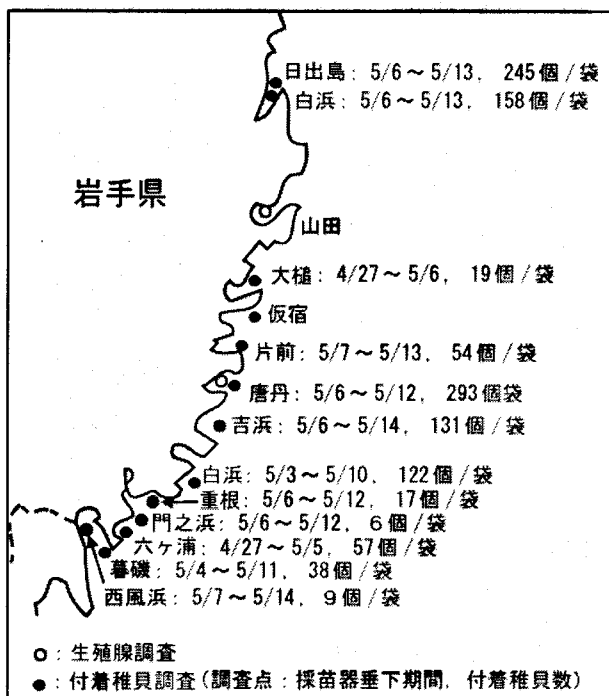 日出島: 5/6～5/13, 245個/袋
白浜: 5/6～5/13, 158個/袋
岩手県
山田
大槌: 4/27～5/6, 19個/袋
仮宿
片前: 5/7～5/13, 54個/袋
唐丹: 5/6～5/12, 293個袋
吉浜: 5/6～5/14, 131個/袋
白浜: 5/3～5/10, 122個/袋
重根: 5/6～5/12, 17個/袋
門之浜: 5/6～5/12, 6個/袋
六ヶ浦: 4/27～5/5, 57個/袋
暮磯: 5/4～5/11, 38個/袋
西風浜: 5/7～5/14, 9個/袋
○: 生殖腺調査
●: 付着稚貝調査(調査点: 採苗器垂下期間, 付着稚貝数)